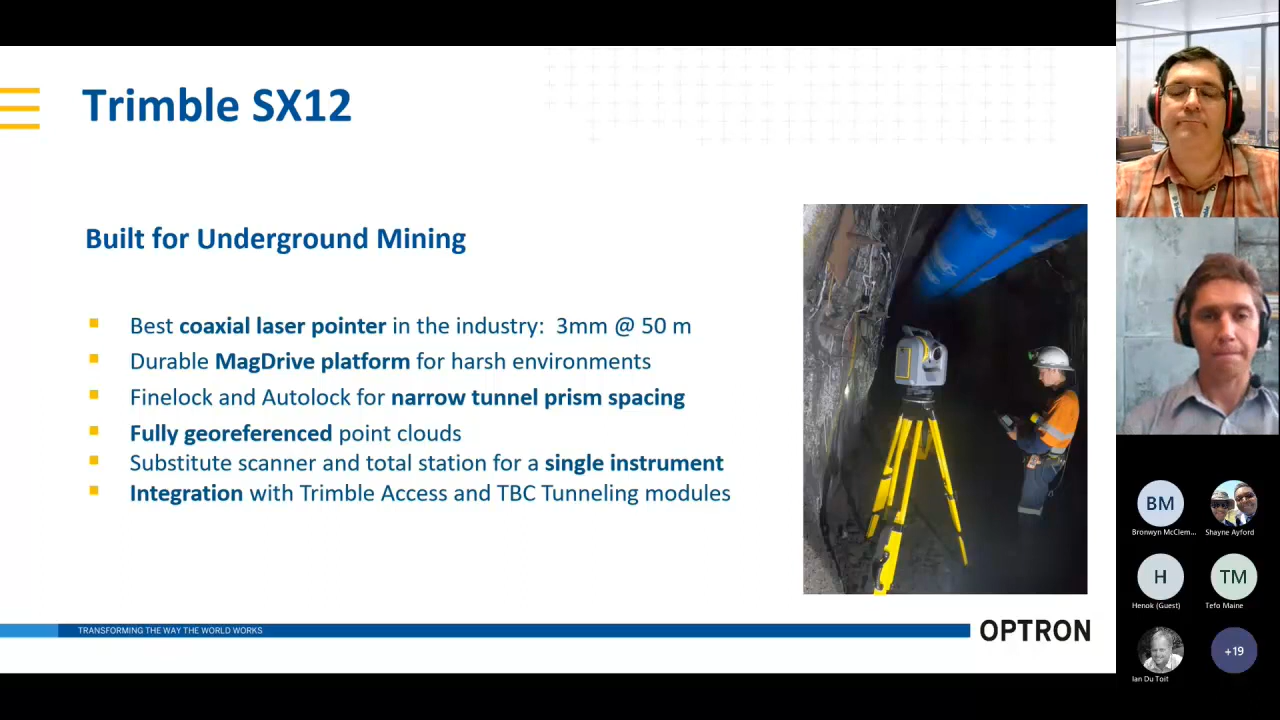 Trimble SX12
Built for Underground Mining
Best coaxial laser pointer in the industry: 3mm @ 50 m
Durable MagDrive platform for harsh environments
Finelock and Autolock for narrow tunnel prism spacing
Fully georeferenced point clouds
Substitute scanner and total station for a single instrument
Integration with Trimble Access and TBC Tunneling modules
TRANSFORMING THE WAY THE WORLD WORKS
OPTRON
BM
Bronwyn McClem...
Shayne Ayford
H
Henok (Guest)
TM
Tefo Maine
Ian Du Toit
+19